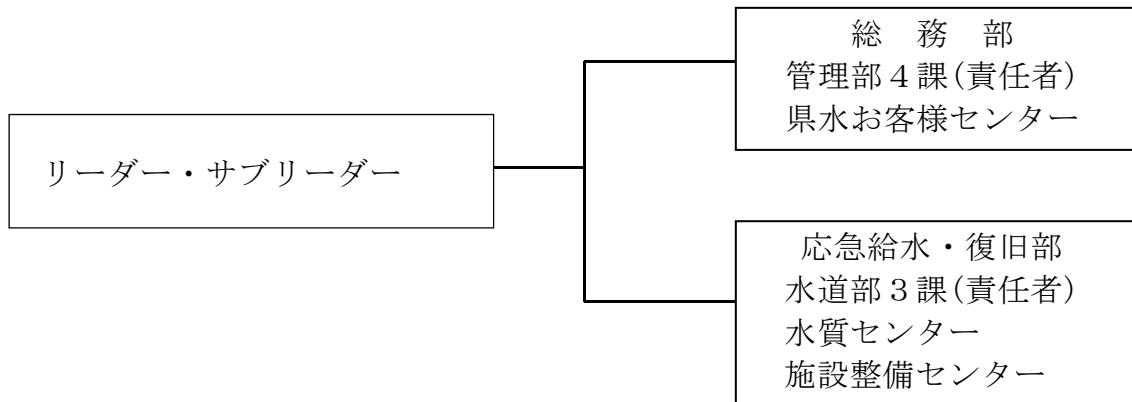 総　務　部
管理部４課(責任者)
県水お客様センター
リーダー・サブリーダー
応急給水・復旧部
水道部３課(責任者)
水質センター
施設整備センター